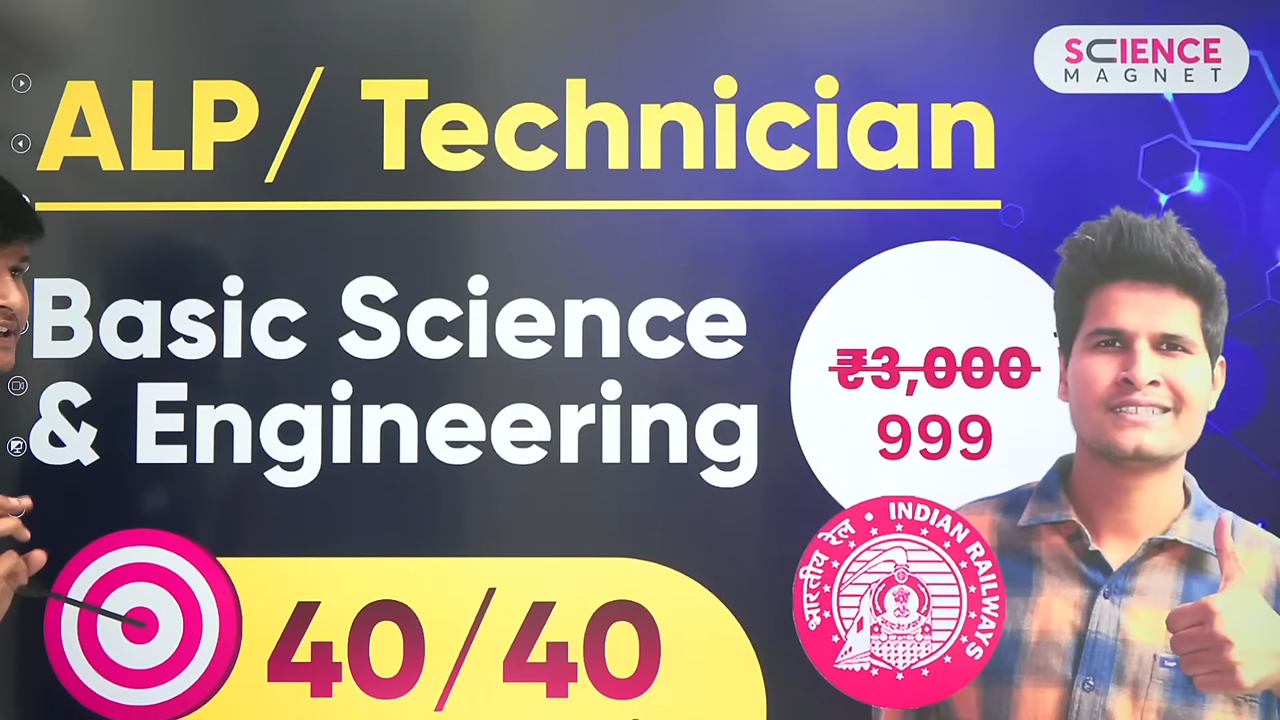 SCIENCE
MAGNET
ALP/ Technician
Basic Science
& Engineering
₹3,000
999
भारतीय रेल • INDIAN RAILWAYS
40/40